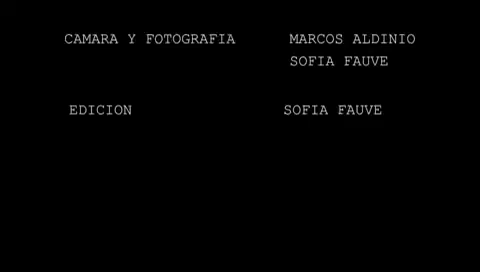 CAMARA Y FOTOGRAFIA MARCOS ALDINIO
SOFIA FAUVE
EDICION SOFIA FAUVE